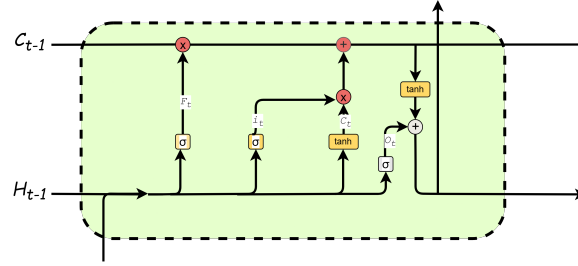 C_{t-1}
x
+
tanh
x
F_t
i_t
C_t
O_t
+
σ
σ
tanh
σ
H_{t-1}